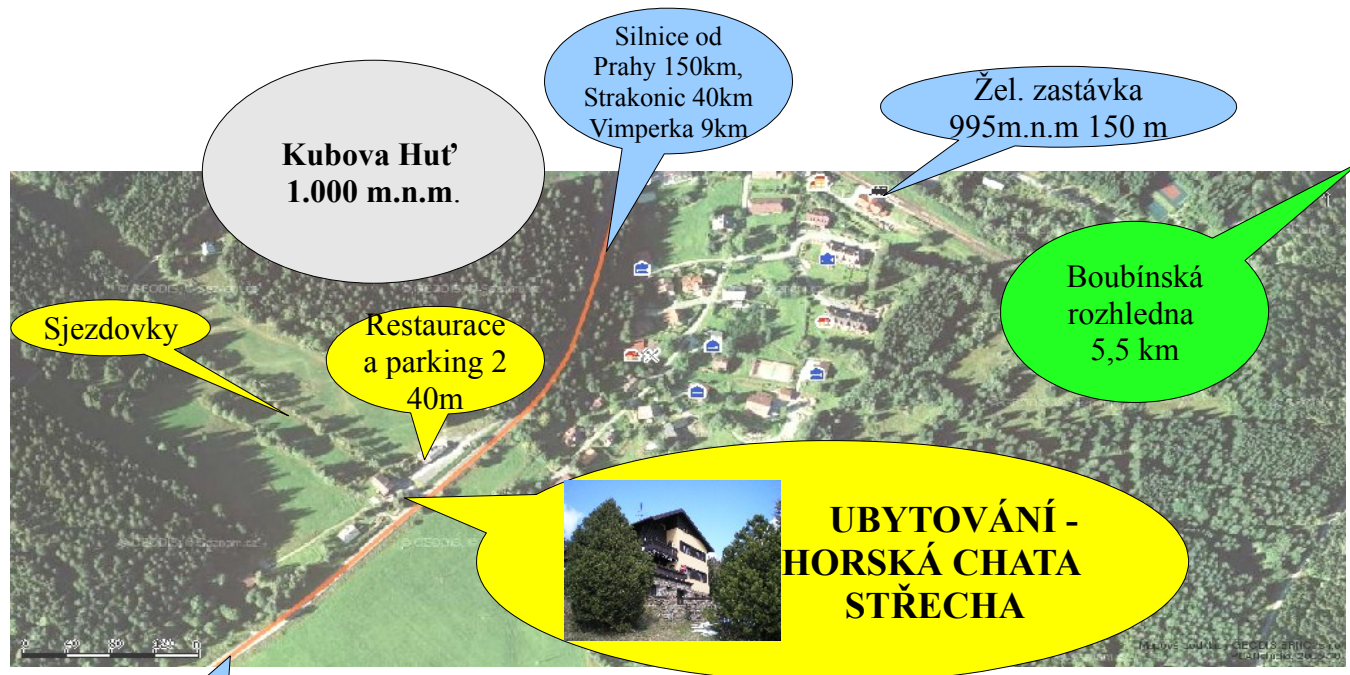 Silnice od
Prahy 150km,
Strakonic 40km
Vimperka 9km
Žel. zastávka
995m.n.m 150 m
Kubova Huť
1.000 m.n.m.
Boubínská
rozhledna
5,5 km
Sjezdovky
Restaurace
a parking 2
40m
UBYTOVÁNÍ -
HORSKÁ CHATA
STŘECHA